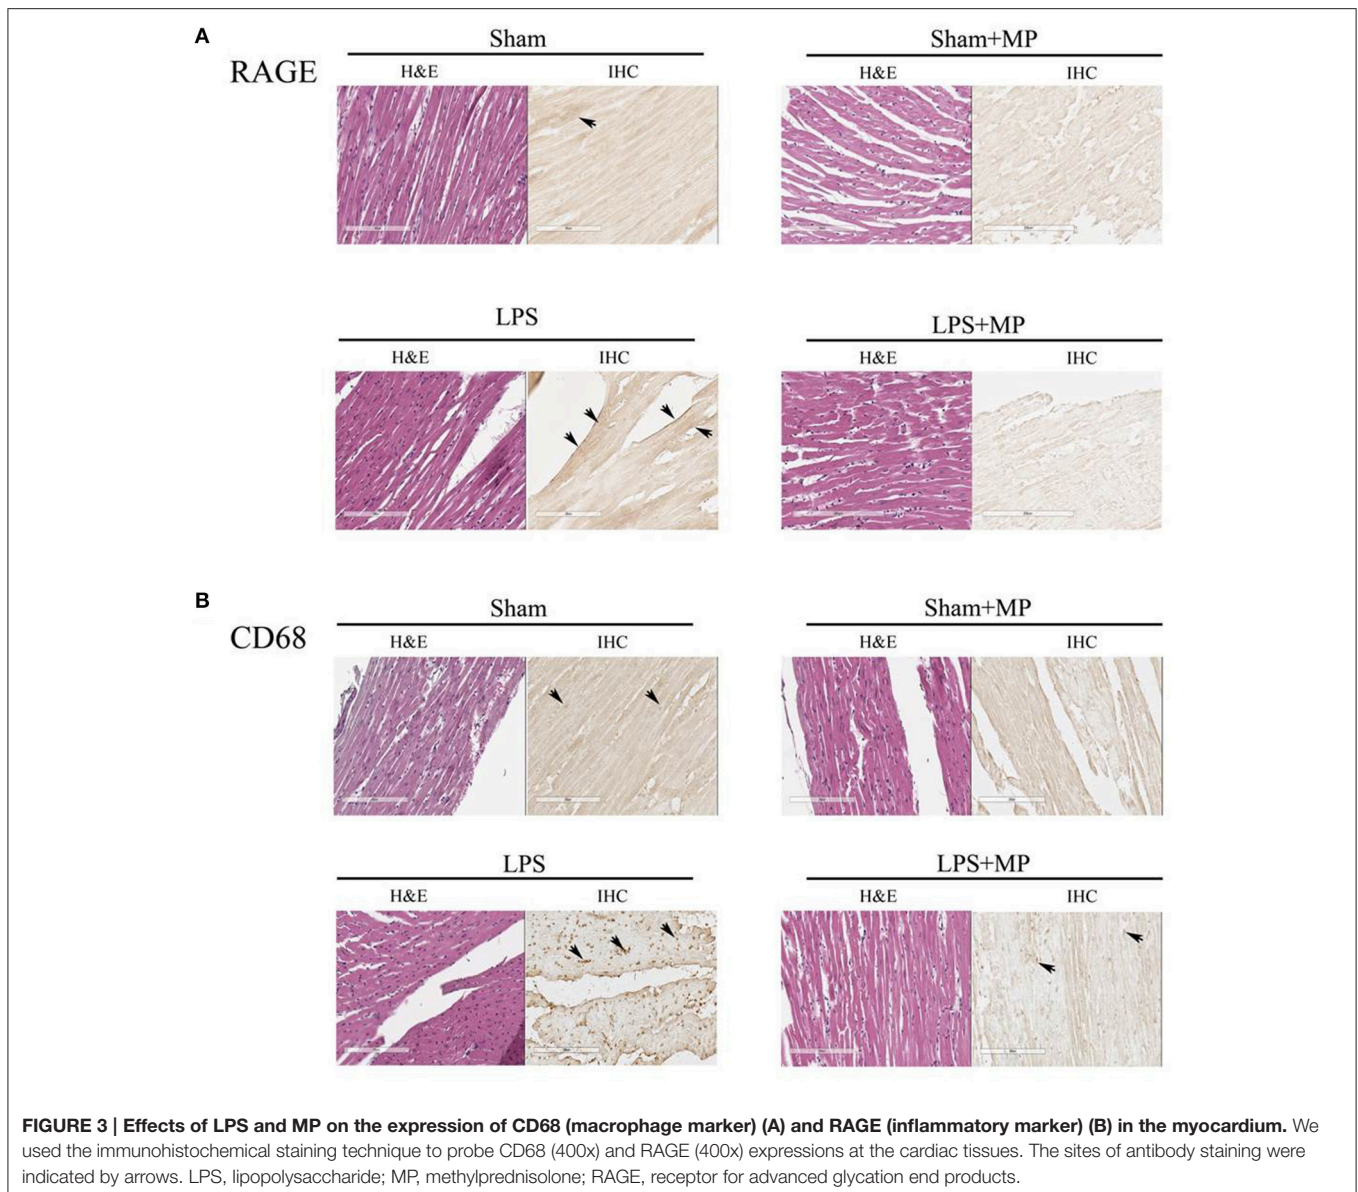 A
RAGE
Sham
H&E IHC
Sham+MP
H&E IHC
LPS
H&E IHC
LPS+MP
H&E IHC
B
CD68
Sham
H&E IHC
Sham+MP
H&E IHC
LPS
H&E IHC
LPS+MP
H&E IHC
FIGURE 3 | Effects of LPS and MP on the expression of CD68 (macrophage marker) (A) and RAGE (inflammatory marker) (B) in the myocardium. We
used the immunohistochemical staining technique to probe CD68 (400x) and RAGE (400x) expressions at the cardiac tissues. The sites of antibody staining were
indicated by arrows. LPS, lipopolysaccharide; MP, methylprednisolone; RAGE, receptor for advanced glycation end products.